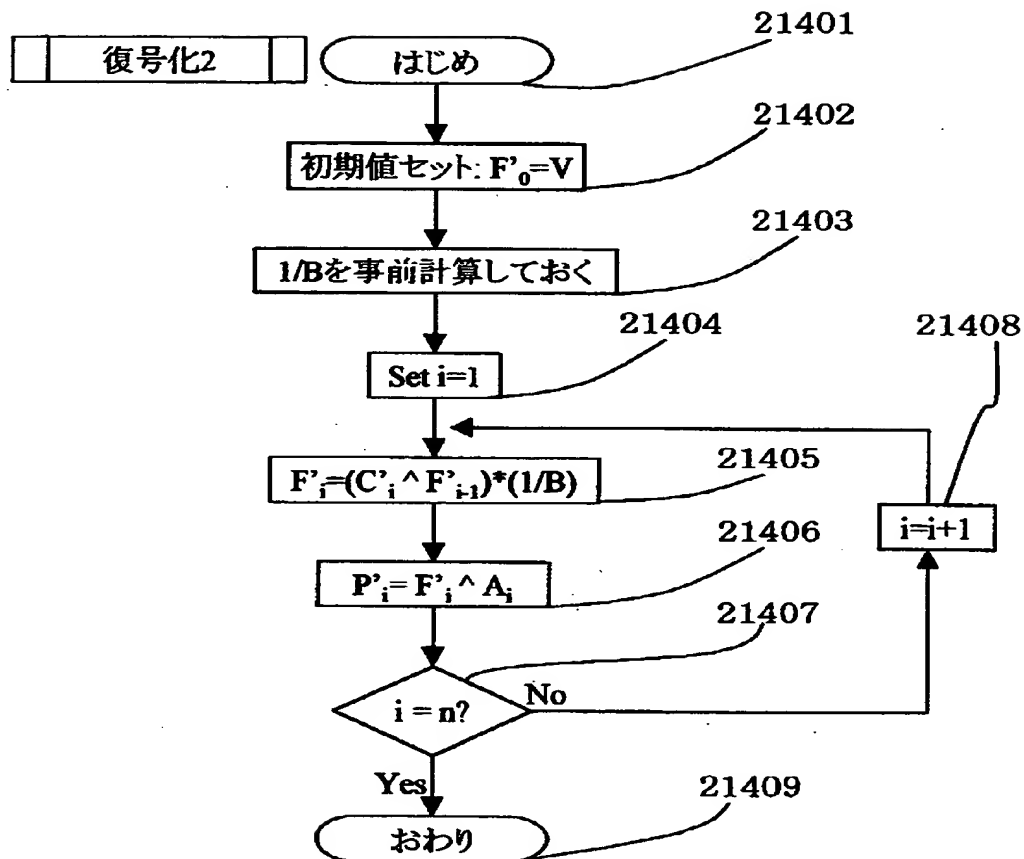 21401
復号化2
はじめ
21402
初期値セット: F'₀=V
21403
1/Bを事前計算しておく
21404
21408
Set i=1
21405
F'ᵢ=(C'ᵢ ^ F'ᵢ₋₁)*(1/B)
i=i+1
21406
P'ᵢ= F'ᵢ ^ Aᵢ
21407
No
i = n?
Yes
21409
おわり